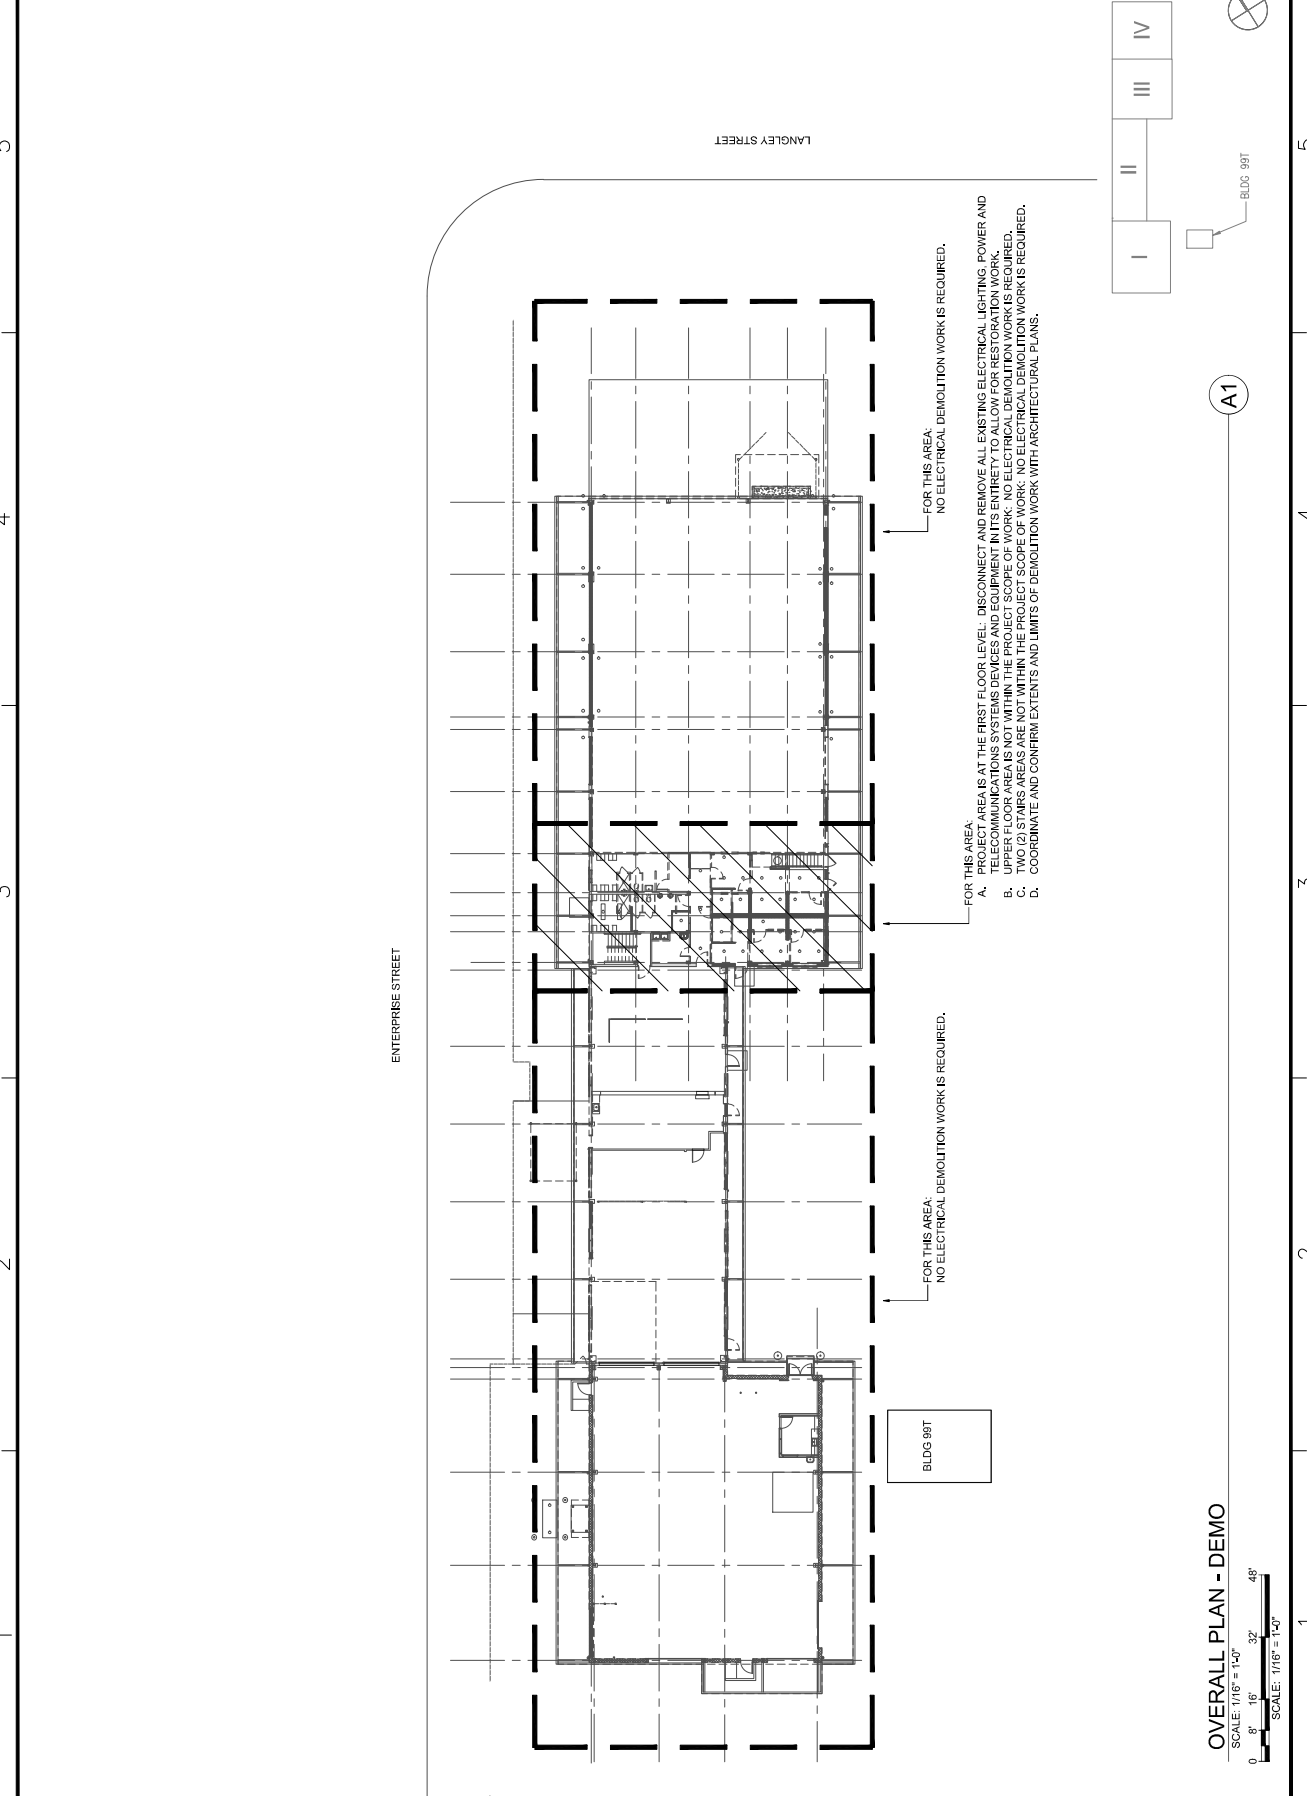 LANGLEY STREET
ENTERPRISE STREET
FOR THIS AREA:
NO ELECTRICAL DEMOLITION WORK IS REQUIRED.
FOR THIS AREA:
A. PROJECT AREA IS AT THE FIRST FLOOR LEVEL: DISCONNECT AND REMOVE ALL EXISTING ELECTRICAL LIGHTING, POWER AND
TELECOMMUNICATIONS SYSTEMS DEVICES AND EQUIPMENT IN ITS ENTIRETY TO ALLOW FOR RESTORATION WORK.
B. UPPER FLOOR AREA IS NOT WITHIN THE PROJECT SCOPE OF WORK: NO ELECTRICAL DEMOLITION WORK IS REQUIRED.
C. TWO (2) STAIRS AREAS ARE NOT WITHIN THE PROJECT SCOPE OF WORK: NO ELECTRICAL DEMOLITION WORK IS REQUIRED.
D. COORDINATE AND CONFIRM EXTENTS AND LIMITS OF DEMOLITION WORK WITH ARCHITECTURAL PLANS.
FOR THIS AREA:
NO ELECTRICAL DEMOLITION WORK IS REQUIRED.
BLDG 99T
I
II
III
IV
BLDG 99T
A1
OVERALL PLAN - DEMO
SCALE: 1/16" = 1'-0"
0 8' 16' 32' 48'
SCALE: 1/16" = 1'-0"
1
2
3
4
5
1
2
3
4
5